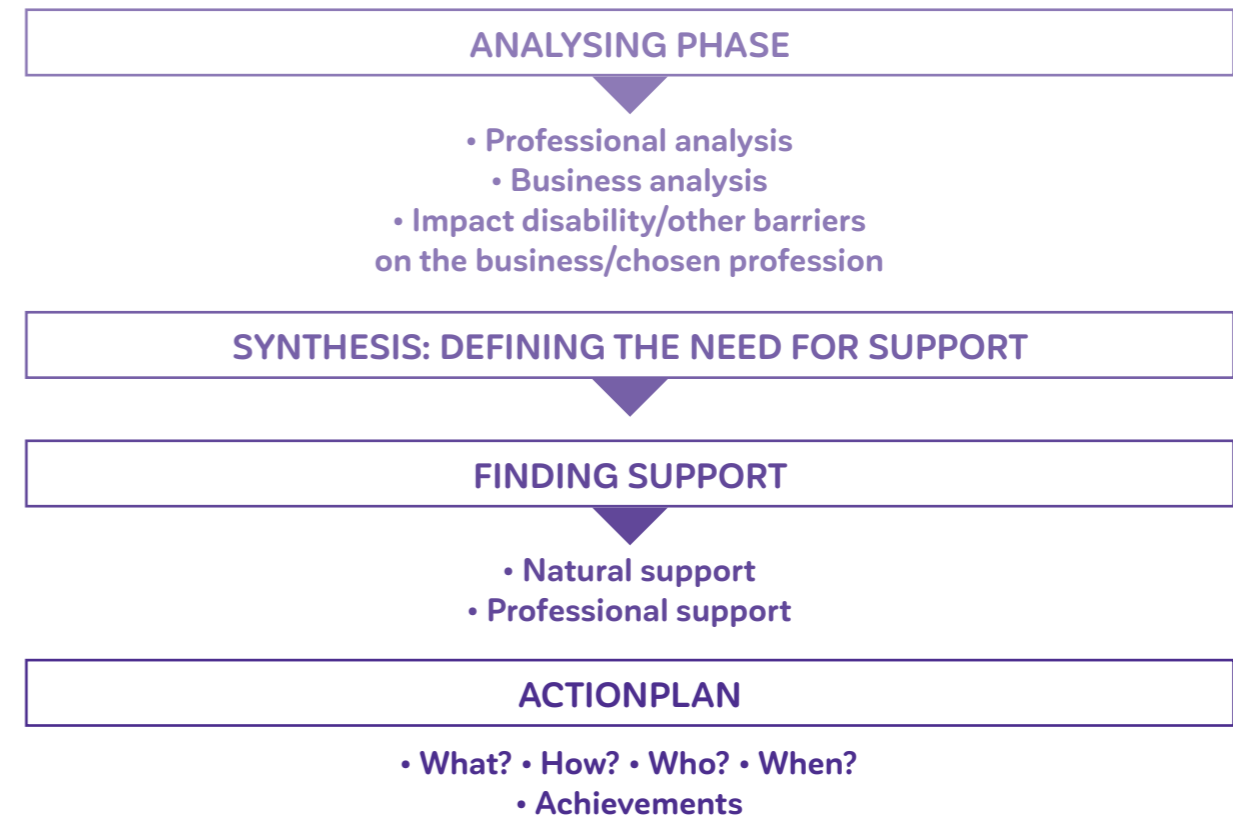 ANALYSING PHASE
• Professional analysis
• Business analysis
• Impact disability/other barriers
on the business/chosen profession
SYNTHESIS: DEFINING THE NEED FOR SUPPORT
FINDING SUPPORT
• Natural support
• Professional support
ACTIONPLAN
• What? • How? • Who? • When?
• Achievements